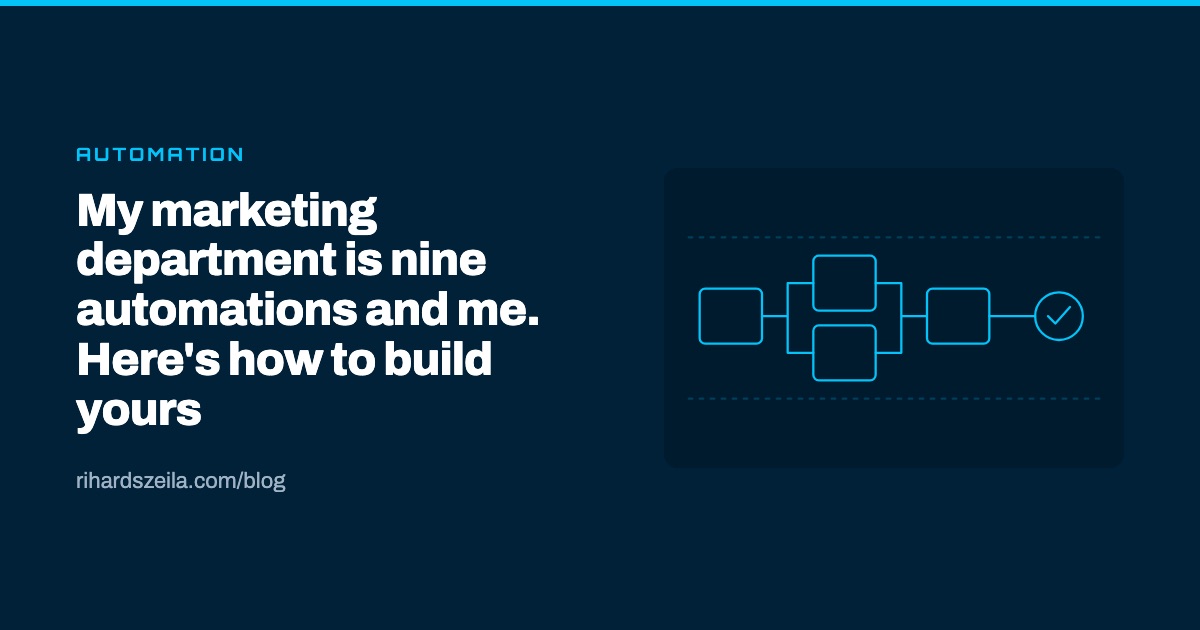 AUTOMATION
My marketing
department is nine
automations and me.
Here's how to build
yours
rihardszeila.com/blog